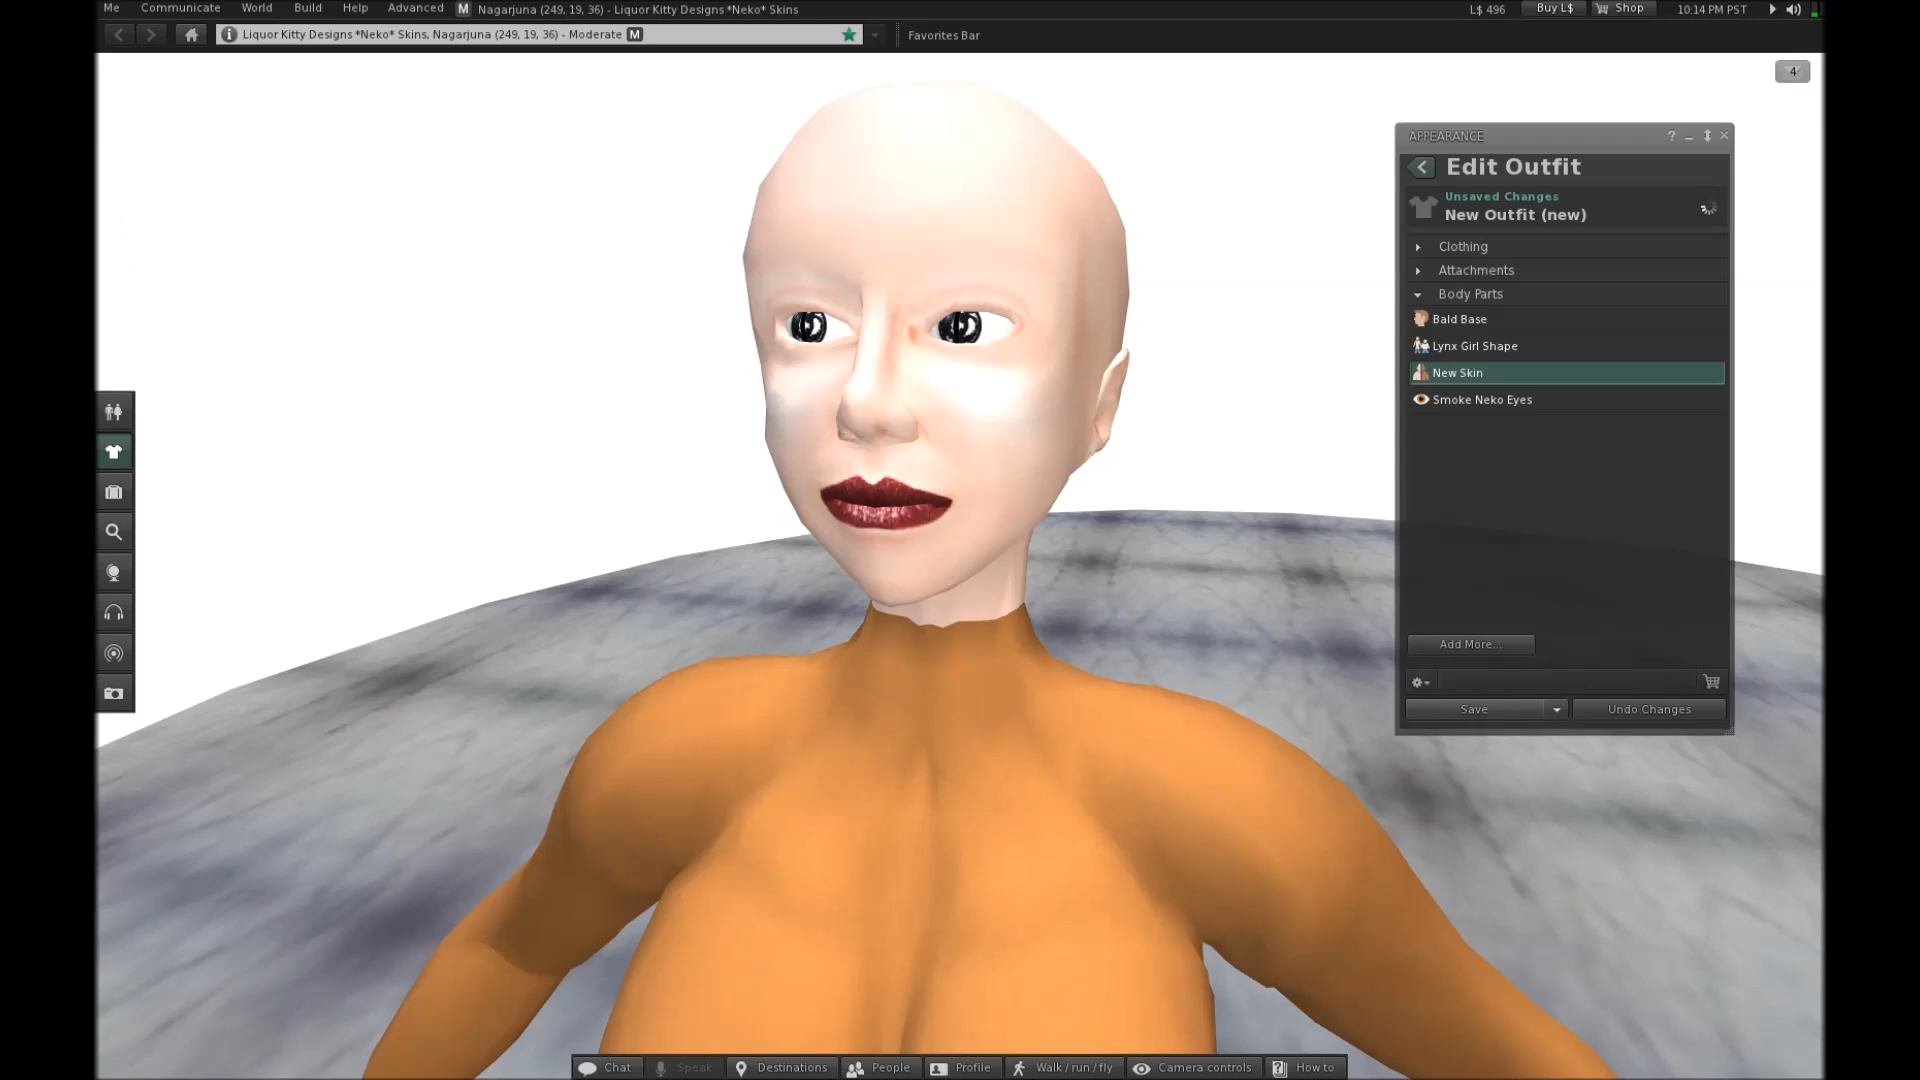 Me Communicate World Build Help Advanced M Nagarjuna (249, 19, 36) - Liquor Kitty Designs *Neko* Skins L$ 496 Buy L$ Shop 10:14 PM PST
Liquor Kitty Designs *Neko* Skins, Nagarjuna (249, 19, 36) - Moderate M Favorites Bar
4
APPEARANCE ?
Edit Outfit
Unsaved Changes
New Outfit (new)
Clothing
Attachments
Body Parts
Bald Base
Lynx Girl Shape
New Skin
Smoke Neko Eyes
Add More...
Save Undo Changes
Chat Speak Destinations People Profile Walk / run / fly Camera controls How to